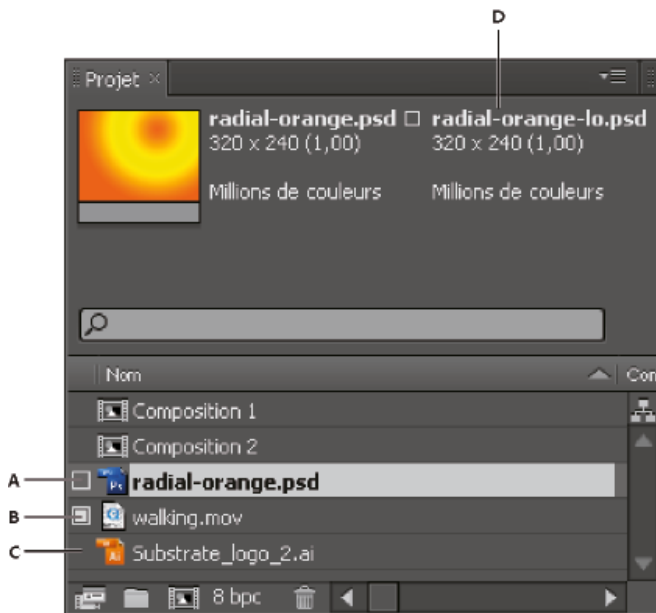 D
Projet
radial-orange.psd radial-orange-lo.psd
320 x 240 (1,00) 320 x 240 (1,00)
Millions de couleurs Millions de couleurs
Nom Con
Composition 1
Composition 2
A radial-orange.psd
B walking.mov
C Substrate_logo_2.ai
8 bpc